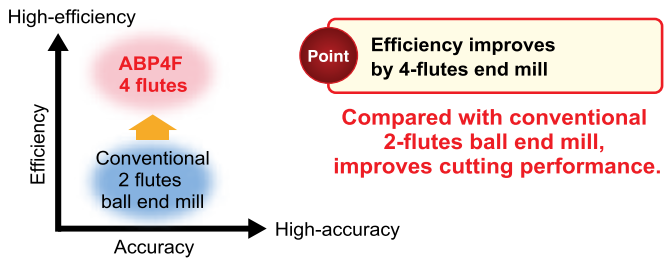 High-efficiency
ABP4F
4 flutes
Conventional
2 flutes
ball end mill
Efficiency
Accuracy
High-accuracy
Point
Efficiency improves
by 4-flutes end mill
Compared with conventional
2-flutes ball end mill,
improves cutting performance.